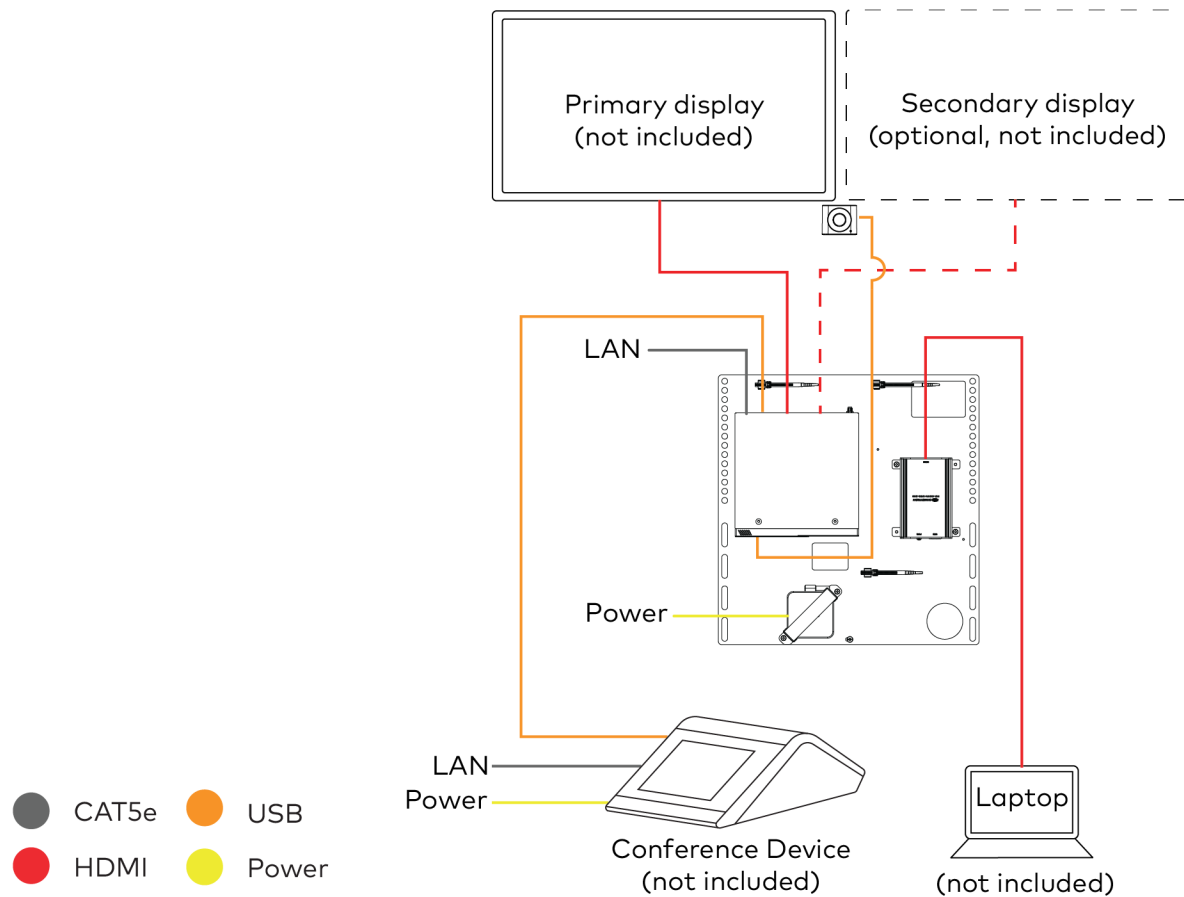 Primary display
(not included)
Secondary display
(optional, not included)
LAN
Power
LAN
Power
Conference Device
(not included)
Laptop
(not included)
CAT5e
USB
HDMI
Power